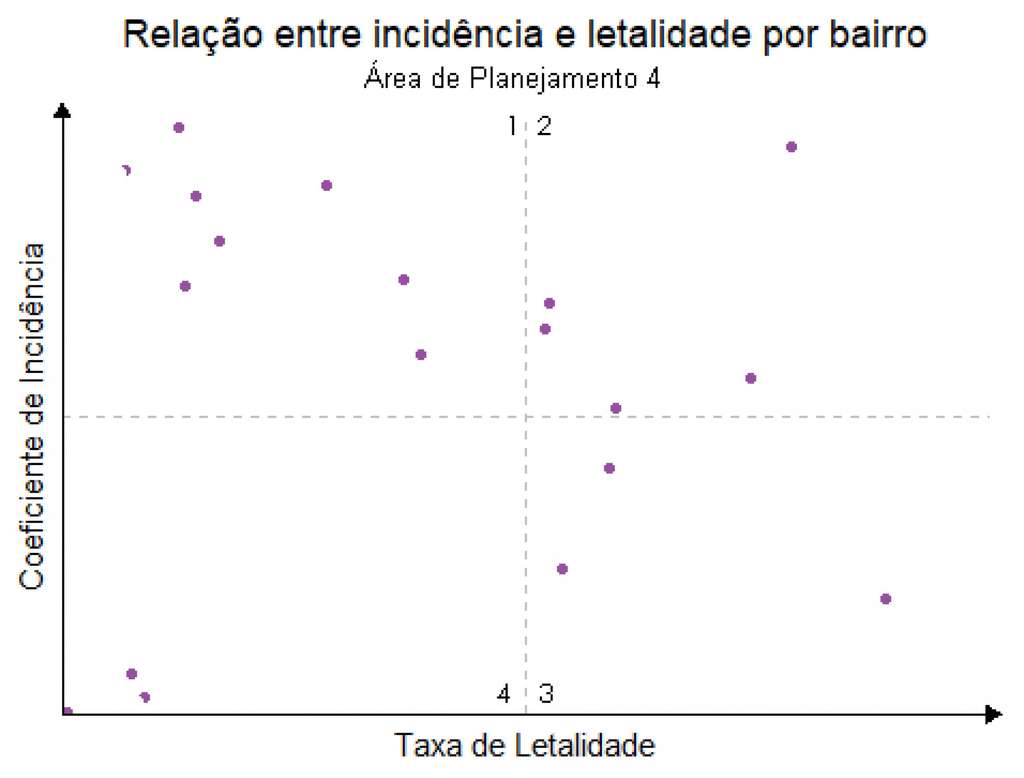 Relação entre incidência e letalidade por bairro
Área de Planejamento 4
1 2
Coeficiente de Incidência
4 3
Taxa de Letalidade